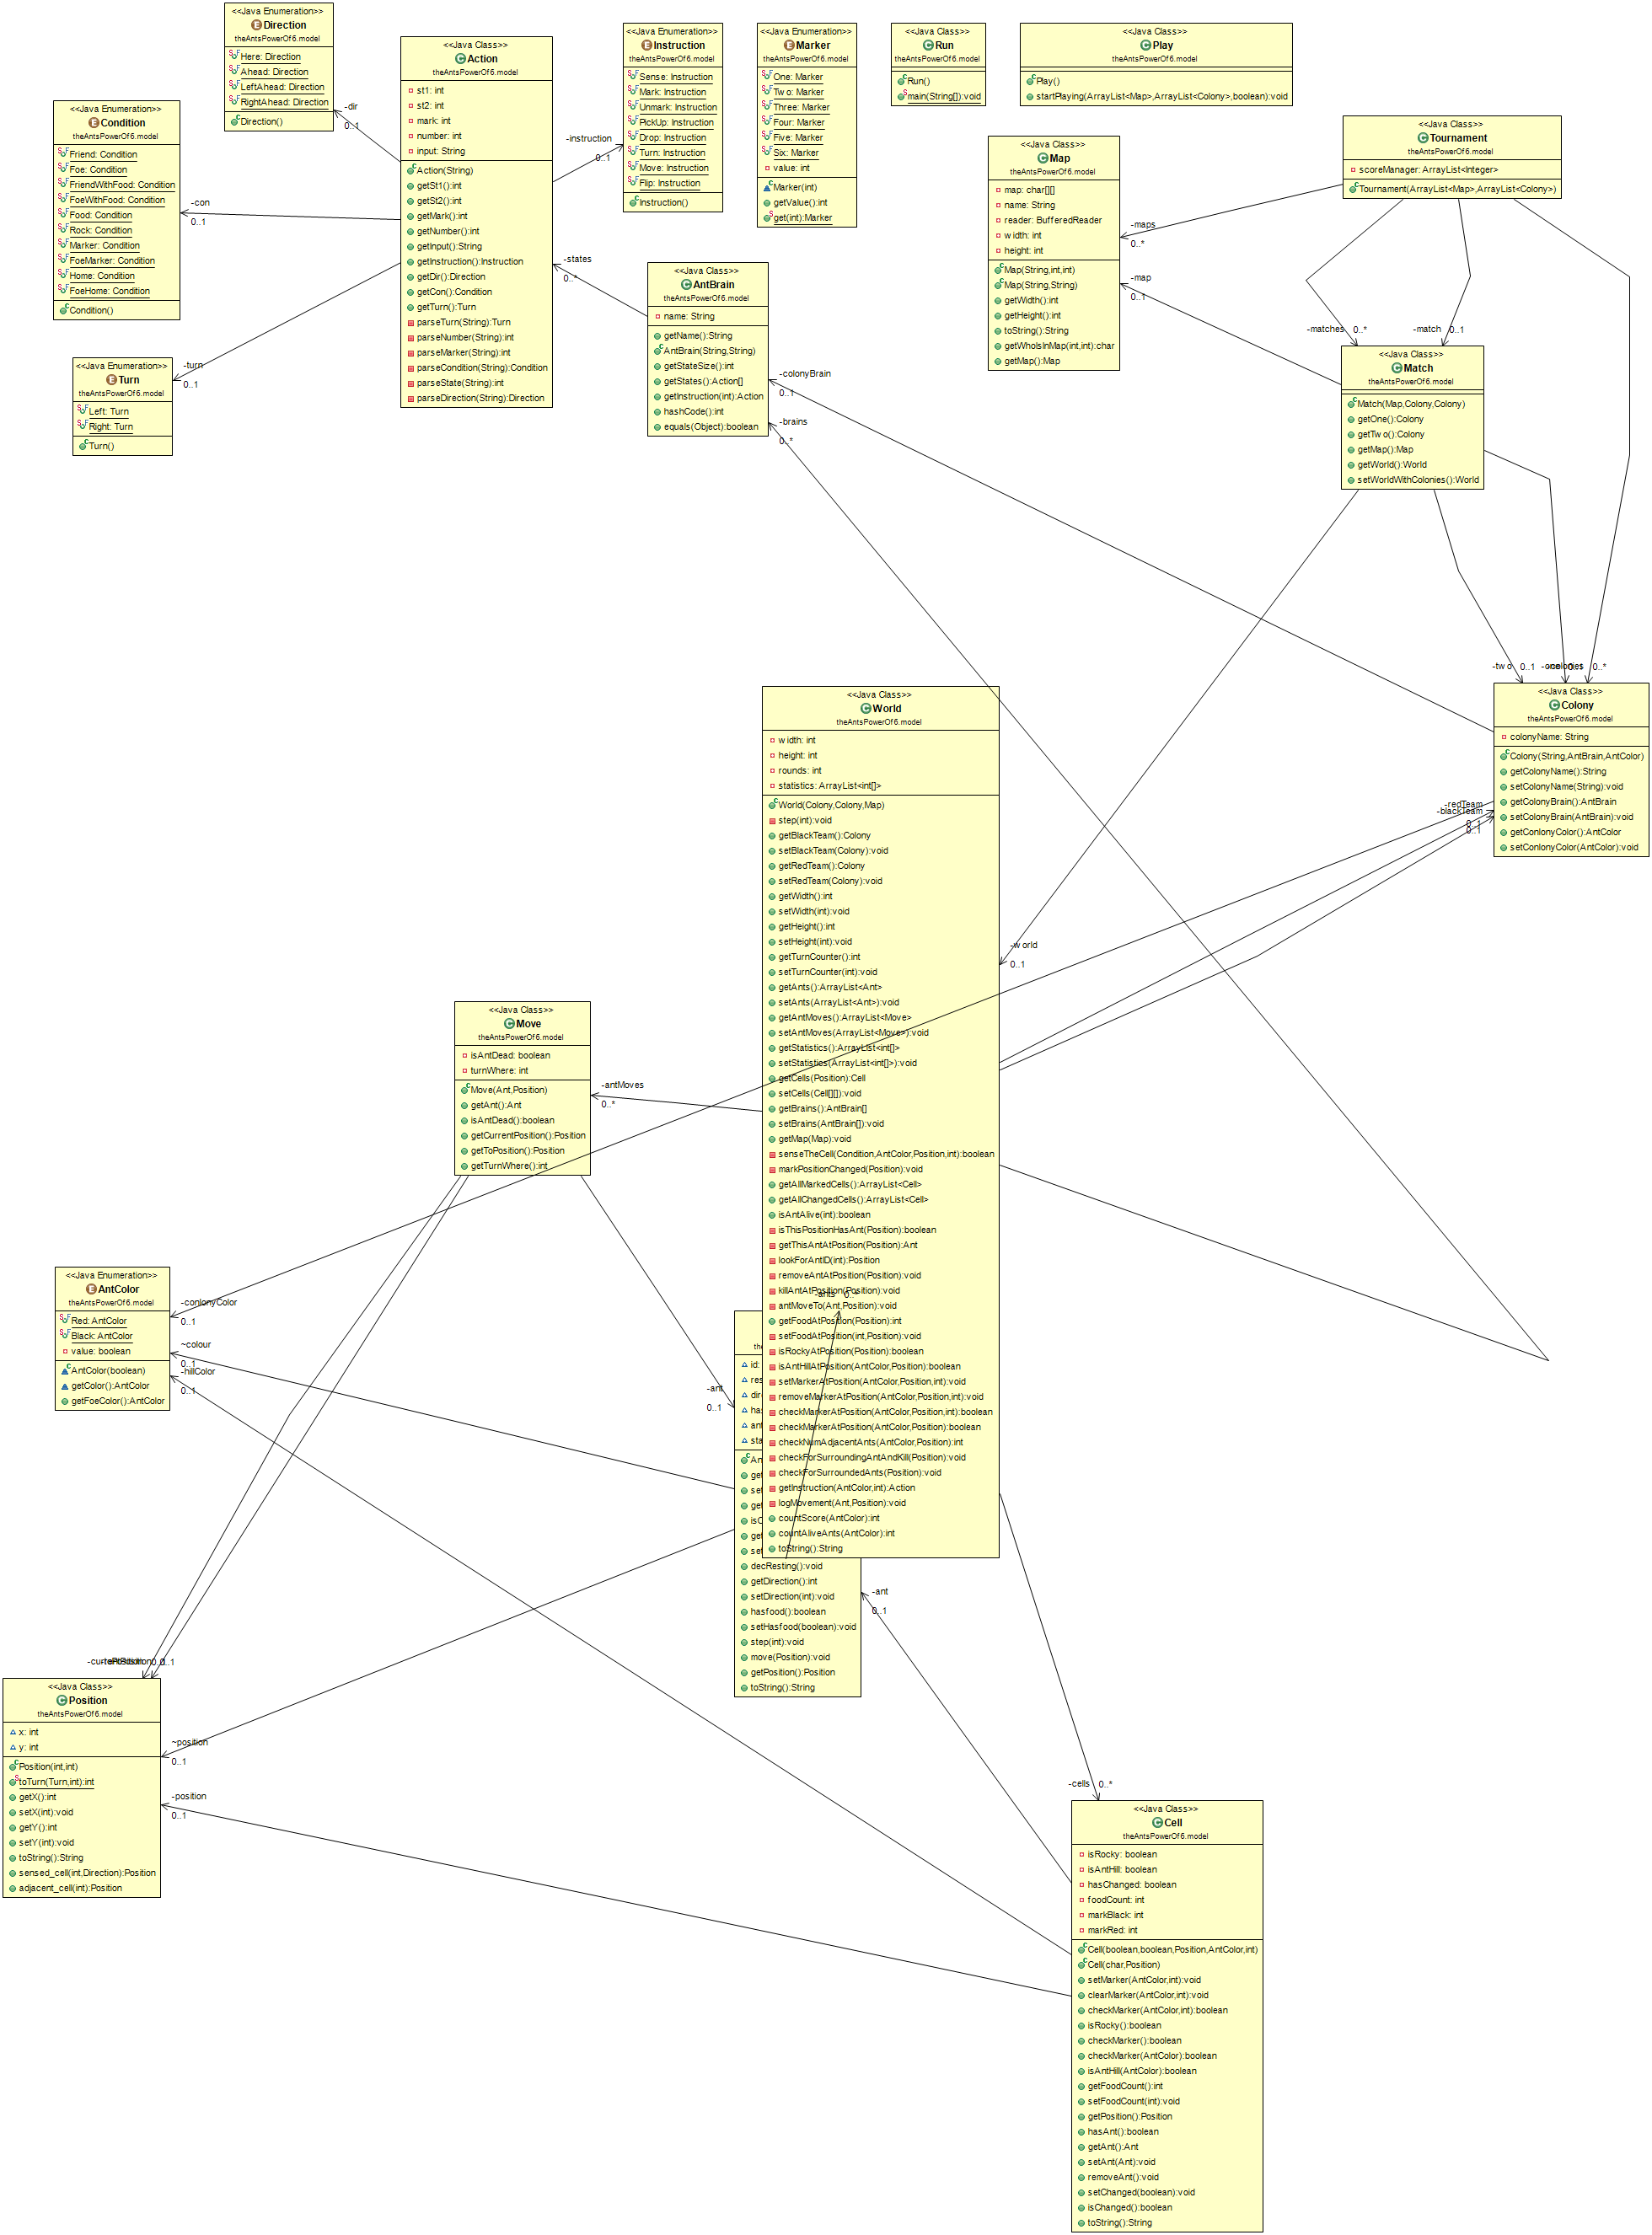 <<Java Enumeration>>
Direction
theAntsPowerOf6.model
Here: Direction
Ahead: Direction
LeftAhead: Direction
RightAhead: Direction
Direction()
<<Java Class>>
Action
theAntsPowerOf6.model
st1: int
st2: int
mark: int
number: int
input: String
Action(String)
getSt1():int
getSt2():int
getMark():int
getNumber():int
getInput():String
getInstruction():Instruction
getDir():Direction
getCon():Condition
getTurn():Turn
parseTurn(String):Turn
parseNumber(String):int
parseMarker(String):int
parseCondition(String):Condition
parseState(String):int
parseDirection(String):Direction
<<Java Enumeration>>
Instruction
theAntsPowerOf6.model
Sense: Instruction
Mark: Instruction
Unmark: Instruction
PickUp: Instruction
Drop: Instruction
Turn: Instruction
Move: Instruction
Flip: Instruction
Instruction()
<<Java Enumeration>>
Marker
theAntsPowerOf6.model
One: Marker
Two: Marker
Three: Marker
Four: Marker
Five: Marker
Six: Marker
value: int
Marker(int)
getValue():int
get(int):Marker
<<Java Class>>
Run
theAntsPowerOf6.model
Run()
main(String[]):void
<<Java Class>>
Play
theAntsPowerOf6.model
Play()
startPlaying(ArrayList<Map>,ArrayList<Colony>,boolean):void
<<Java Enumeration>>
Condition
theAntsPowerOf6.model
Friend: Condition
Foe: Condition
FriendWithFood: Condition
FoeWithFood: Condition
Food: Condition
Rock: Condition
Marker: Condition
FoeMarker: Condition
Home: Condition
FoeHome: Condition
Condition()
-dir
0..1
-instruction
0..1
-con
0..1
-turn
0..1
<<Java Enumeration>>
Turn
theAntsPowerOf6.model
Left: Turn
Right: Turn
Turn()
-states
0..*
<<Java Class>>
AntBrain
theAntsPowerOf6.model
name: String
getName():String
AntBrain(String,String)
getStateSize():int
getStates():Action[]
getInstruction(int):Action
hashCode():int
equals(Object):boolean
-colonyBrain
0..1
-brains
0..*
<<Java Class>>
Map
theAntsPowerOf6.model
map: char[][]
name: String
reader: BufferedReader
width: int
height: int
Map(String,int,int)
Map(String,String)
getWidth():int
getHeight():int
toString():String
getWhoIsInMap(int,int):char
getMap():Map
-maps
0..*
-map
0..1
<<Java Class>>
Tournament
theAntsPowerOf6.model
scoreManager: ArrayList<Integer>
Tournament(ArrayList<Map>,ArrayList<Colony>)
-matches 0..*
-match 0..1
<<Java Class>>
Match
theAntsPowerOf6.model
Match(Map,Colony,Colony)
getOne():Colony
getTwo():Colony
getMap():Map
getWorld():World
setWorldWithColonies():World
-two 0..1
0..*
<<Java Class>>
Colony
theAntsPowerOf6.model
colonyName: String
Colony(String,AntBrain,AntColor)
getColonyName():String
setColonyName(String):void
getColonyBrain():AntBrain
setColonyBrain(AntBrain):void
getConlonyColor():AntColor
setConlonyColor(AntColor):void
-redTeam
-blackTeam
0..1
0..1
<<Java Class>>
World
theAntsPowerOf6.model
width: int
height: int
rounds: int
statistics: ArrayList<int[]>
World(Colony,Colony,Map)
step(int):void
getBlackTeam():Colony
setBlackTeam(Colony):void
getRedTeam():Colony
setRedTeam(Colony):void
getWidth():int
setWidth(int):void
getHeight():int
setHeight(int):void
getTurnCounter():int
setTurnCounter(int):void
getAnts():ArrayList<Ant>
setAnts(ArrayList<Ant>):void
getAntMoves():ArrayList<Move>
setAntMoves(ArrayList<Move>):void
getStatistics():ArrayList<int[]>
setStatistics(ArrayList<int[]>):void
getCells(Position):Cell
setCells(Cell[][]):void
getBrains():AntBrain[]
setBrains(AntBrain[]):void
getMap(Map):void
senseTheCell(Condition,AntColor,Position,int):boolean
markPositionChanged(Position):void
getAllMarkedCells():ArrayList<Cell>
getAllChangedCells():ArrayList<Cell>
isAntAlive(int):boolean
isThisPositionHasAnt(Position):boolean
getThisAntAtPosition(Position):Ant
lookForAntID(int):Position
removeAntAtPosition(Position):void
killAntAtPosition(Position):void
antMoveTo(Ant,Position):void
getFoodAtPosition(Position):int
setFoodAtPosition(int,Position):void
isRockyAtPosition(Position):boolean
isAntHillAtPosition(AntColor,Position):boolean
setMarkerAtPosition(AntColor,Position,int):void
removeMarkerAtPosition(AntColor,Position,int):void
checkMarkerAtPosition(AntColor,Position,int):boolean
checkMarkerAtPosition(AntColor,Position):boolean
checkNumAdjacentAnts(AntColor,Position):int
checkForSurroundingAntAndKill(Position):void
checkForSurroundedAnts(Position):void
getInstruction(AntColor,int):Action
logMovement(Ant,Position):void
countScore(AntColor):int
countAliveAnts(AntColor):int
toString():String
-world
0..1
-ants
<<Java Class>>
Move
theAntsPowerOf6.model
isAntDead: boolean
turnWhere: int
Move(Ant,Position)
getAnt():Ant
isAntDead():boolean
getCurrentPosition():Position
getToPosition():Position
getTurnWhere():int
-antMoves
0..*
<<Java Enumeration>>
AntColor
theAntsPowerOf6.model
Red: AntColor
Black: AntColor
value: boolean
AntColor(boolean)
getColor():AntColor
getFoeColor():AntColor
-conlonyColor
0..1
~colour
0..1
-hillColor
0..1
-ant
0..1
id:
decResting():void
getDirection():int
setDirection(int):void
hasfood():boolean
setHasfood(boolean):void
step(int):void
move(Position):void
getPosition():Position
toString():String
-ant
0..1
<<Java Class>>
Position
theAntsPowerOf6.model
x: int
y: int
Position(int,int)
toTurn(Turn,int):int
getX():int
setX(int):void
getY():int
setY(int):void
toString():String
sensed_cell(int,Direction):Position
adjacent_cell(int):Position
~position
0..1
-position
0..1
-cells 0..*
<<Java Class>>
Cell
theAntsPowerOf6.model
isRocky: boolean
isAntHill: boolean
hasChanged: boolean
foodCount: int
markBlack: int
markRed: int
Cell(boolean,boolean,Position,AntColor,int)
Cell(char,Position)
setMarker(AntColor,int):void
clearMarker(AntColor,int):void
checkMarker(AntColor,int):boolean
isRocky():boolean
checkMarker():boolean
checkMarker(AntColor):boolean
isAntHill(AntColor):boolean
getFoodCount():int
setFoodCount(int):void
getPosition():Position
hasAnt():boolean
getAnt():Ant
setAnt(Ant):void
removeAnt():void
setChanged(boolean):void
isChanged():boolean
toString():String